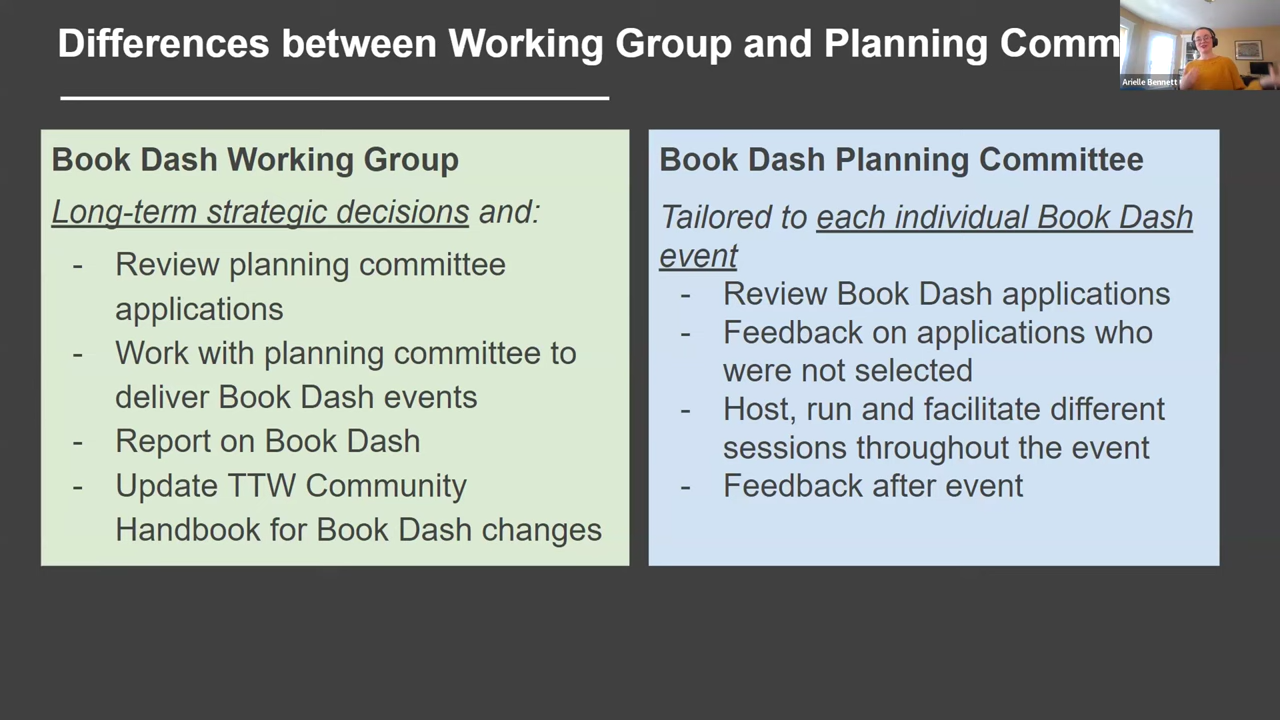 Differences between Working Group and Planning Comm
Arielle Bennett
Book Dash Working Group
Long-term strategic decisions and:
- Review planning committee
applications
- Work with planning committee to
deliver Book Dash events
- Report on Book Dash
- Update TTW Community
Handbook for Book Dash changes
Book Dash Planning Committee
Tailored to each individual Book Dash
event
- Review Book Dash applications
- Feedback on applications who
were not selected
- Host, run and facilitate different
sessions throughout the event
- Feedback after event